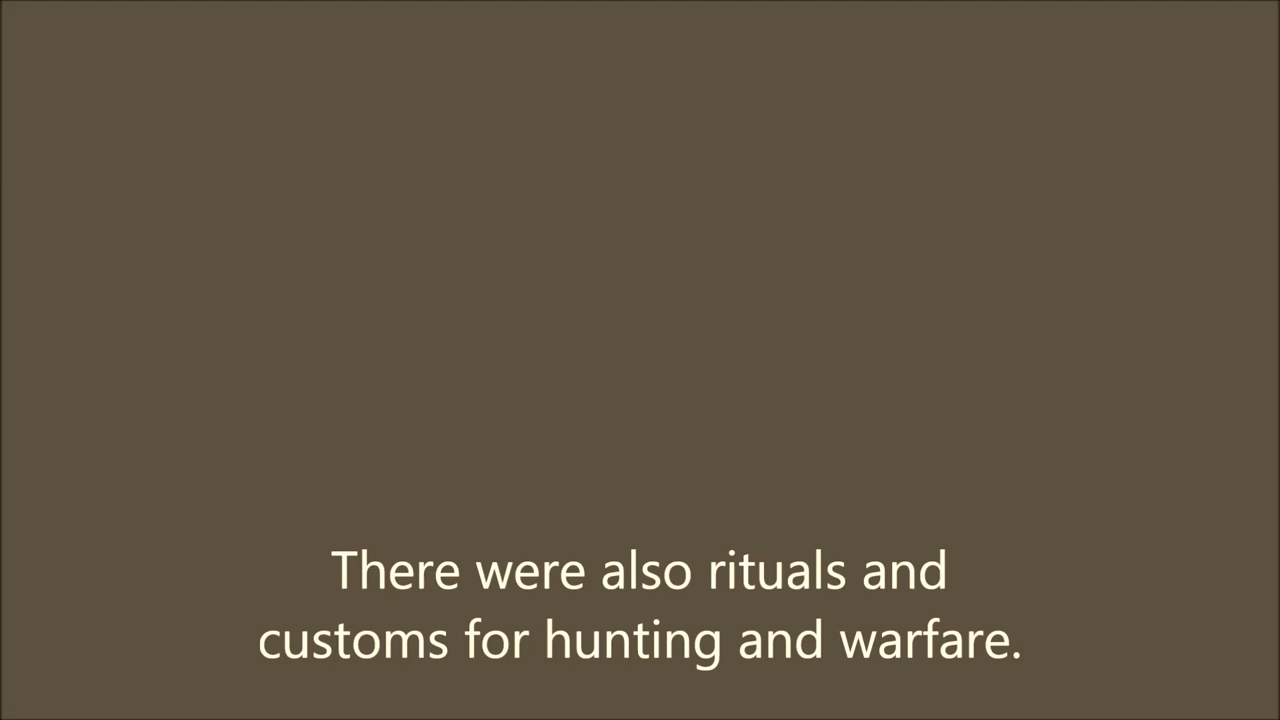 There were also rituals and
customs for hunting and warfare.